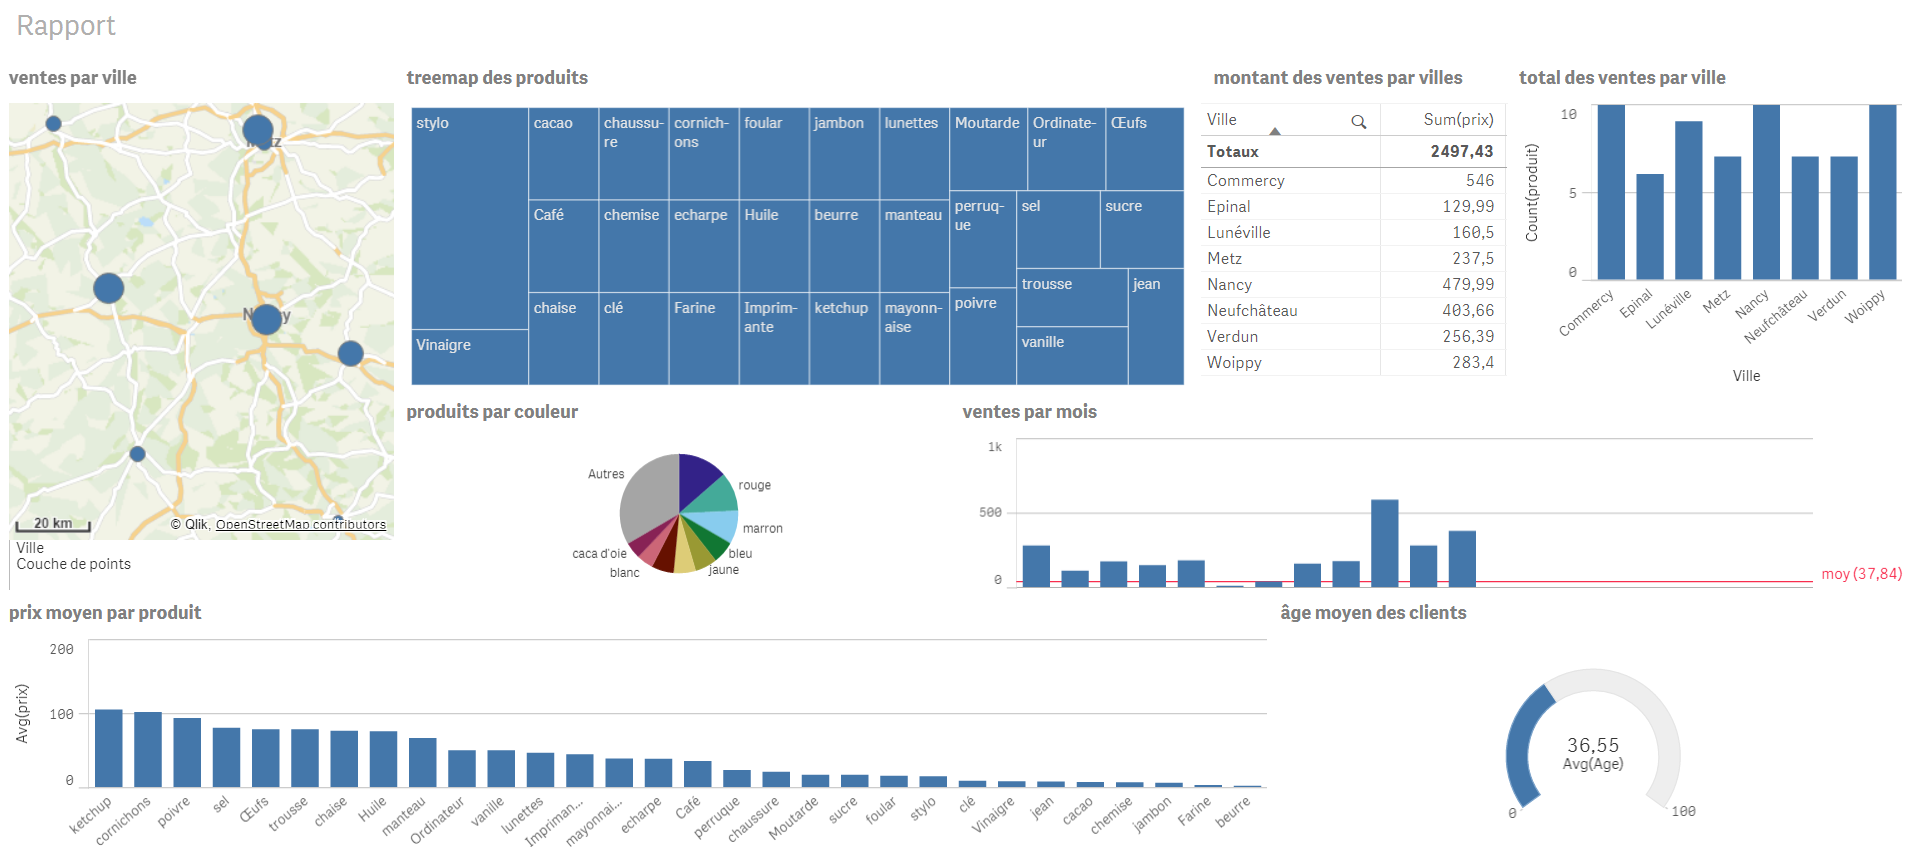 Rapport
ventes par ville
Metz
Nancy
20 km
© Qlik, OpenStreetMap contributors
Ville
Couche de points
treemap des produits
stylo
Vinaigre
cacao
Café
chaise
chaussu-
re
chemise
clé
cornich-
ons
echarpe
Farine
foular
Huile
Imprim-
ante
jambon
beurre
ketchup
lunettes
manteau
mayonn-
aise
Moutarde
Ordinate-
ur
Œufs
perruq-
ue
poivre
sel
sucre
trousse
vanille
jean
montant des ventes par villes
Ville Sum(prix)
Totaux 2497,43
Commercy 546
Epinal 129,99
Lunéville 160,5
Metz 237,5
Nancy 479,99
Neufchâteau 403,66
Verdun 256,39
Woippy 283,4
total des ventes par ville
Count(produit)
10
5
0
Commercy
Epinal
Lunéville
Metz
Nancy
Neufchâteau
Verdun
Woippy
Ville
produits par couleur
Autres
rouge
marron
bleu
jaune
blanc
caca d'oie
ventes par mois
1k
500
0
moy (37,84)
prix moyen par produit
Avg(prix)
200
100
0
ketchup
cornichons
poivre
sel
Œufs
trousse
chaise
Huile
manteau
Ordinateur
vanille
lunettes
Impriman...
mayonnai...
echarpe
Café
perruque
chaussure
Moutarde
sucre
foular
stylo
clé
Vinaigre
jean
cacao
chemise
jambon
Farine
beurre
âge moyen des clients
36,55
Avg(Age)
0
100